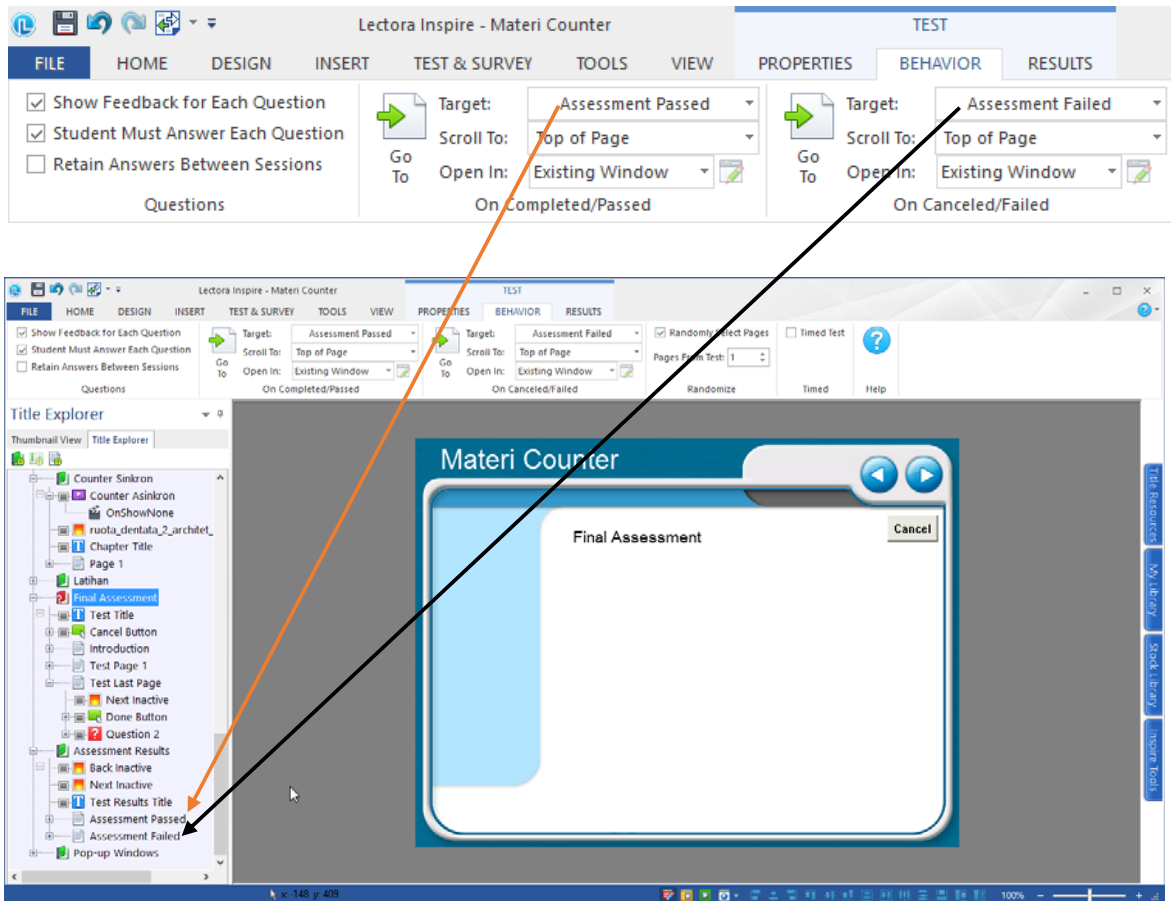 Lectora Inspire - Materi Counter
TEST
FILE HOME DESIGN INSERT TEST & SURVEY TOOLS VIEW PROPERTIES BEHAVIOR RESULTS
Show Feedback for Each Question
Student Must Answer Each Question
Retain Answers Between Sessions
Questions
Go To
Target: Assessment Passed
Scroll To: Top of Page
Open In: Existing Window
On Completed/Passed
Go To
Target: Assessment Failed
Scroll To: Top of Page
Open In: Existing Window
On Canceled/Failed
Lectora Inspire - Materi Counter
TEST
FILE HOME DESIGN INSERT TEST & SURVEY TOOLS VIEW PROPERTIES BEHAVIOR RESULTS
Show Feedback for Each Question
Student Must Answer Each Question
Retain Answers Between Sessions
Questions
Go To
Target: Assessment Passed
Scroll To: Top of Page
Open In: Existing Window
On Completed/Passed
Go To
Target: Assessment Failed
Scroll To: Top of Page
Open In: Existing Window
On Canceled/Failed
Randomly Select Pages
Pages From Test: 1
Randomize
Timed Test
Timed
Help
Title Explorer
Thumbnail View Title Explorer
Counter Sinkron
Counter Asinkron
OnShowNone
ruota_dentata_2_architet_
Chapter Title
Page 1
Latihan
Final Assessment
Test Title
Cancel Button
Introduction
Test Page 1
Test Last Page
Next Inactive
Done Button
Question 2
Assessment Results
Back Inactive
Next Inactive
Test Results Title
Assessment Passed
Assessment Failed
Pop-up Windows
Materi Counter
Final Assessment
Cancel
Title Resources
My Library
Stock Library
Inspire Tools
x: -148 y: 409
100%